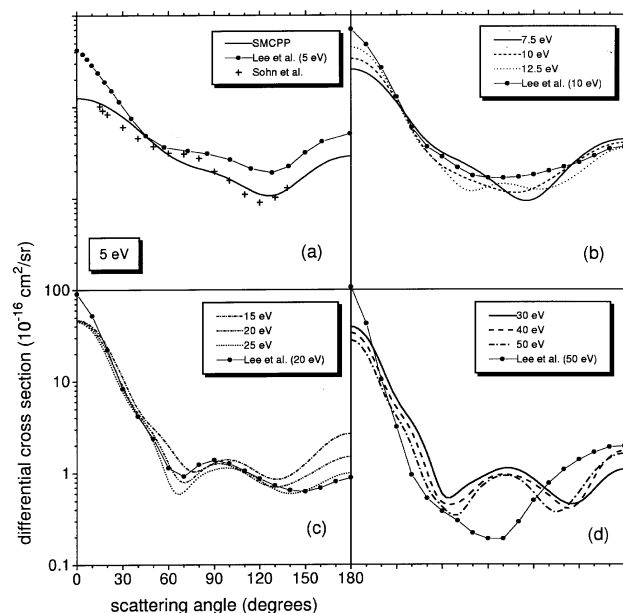 SMCPP
Lee et al. (5 eV)
Sohn et al.
5 eV
(a)
7.5 eV
10 eV
12.5 eV
Lee et al. (10 eV)
(b)
differential cross section (10⁻¹⁶ cm²/sr)
100
10
1
0.1
15 eV
20 eV
25 eV
Lee et al. (20 eV)
(c)
30 eV
40 eV
50 eV
Lee et al. (50 eV)
(d)
0 30 60 90 120 150 180
scattering angle (degrees)